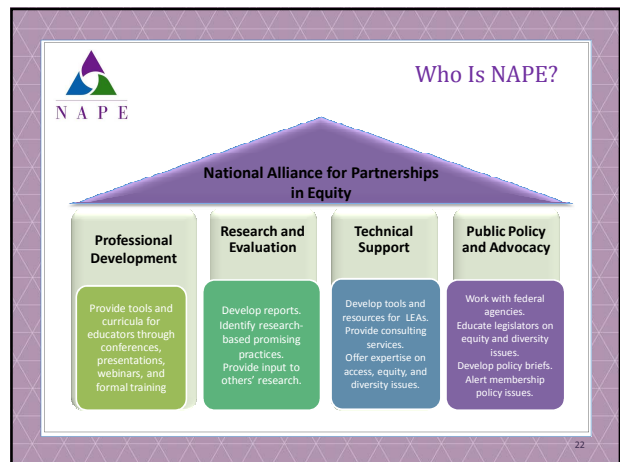 Who Is NAPE?
N A P E
National Alliance for Partnerships
in Equity
Professional
Development
Provide tools and
curricula for
educators through
conferences,
presentations,
webinars, and
formal training
Research and
Evaluation
Develop reports.
Identify research-
based promising
practices.
Provide input to
others' research.
Technical
Support
Develop tools and
resources for LEAs.
Provide consulting
services.
Offer expertise on
access, equity, and
diversity issues.
Public Policy
and Advocacy
Work with federal
agencies.
Educate legislators on
equity and diversity
issues.
Develop policy briefs.
Alert membership
policy issues.
22